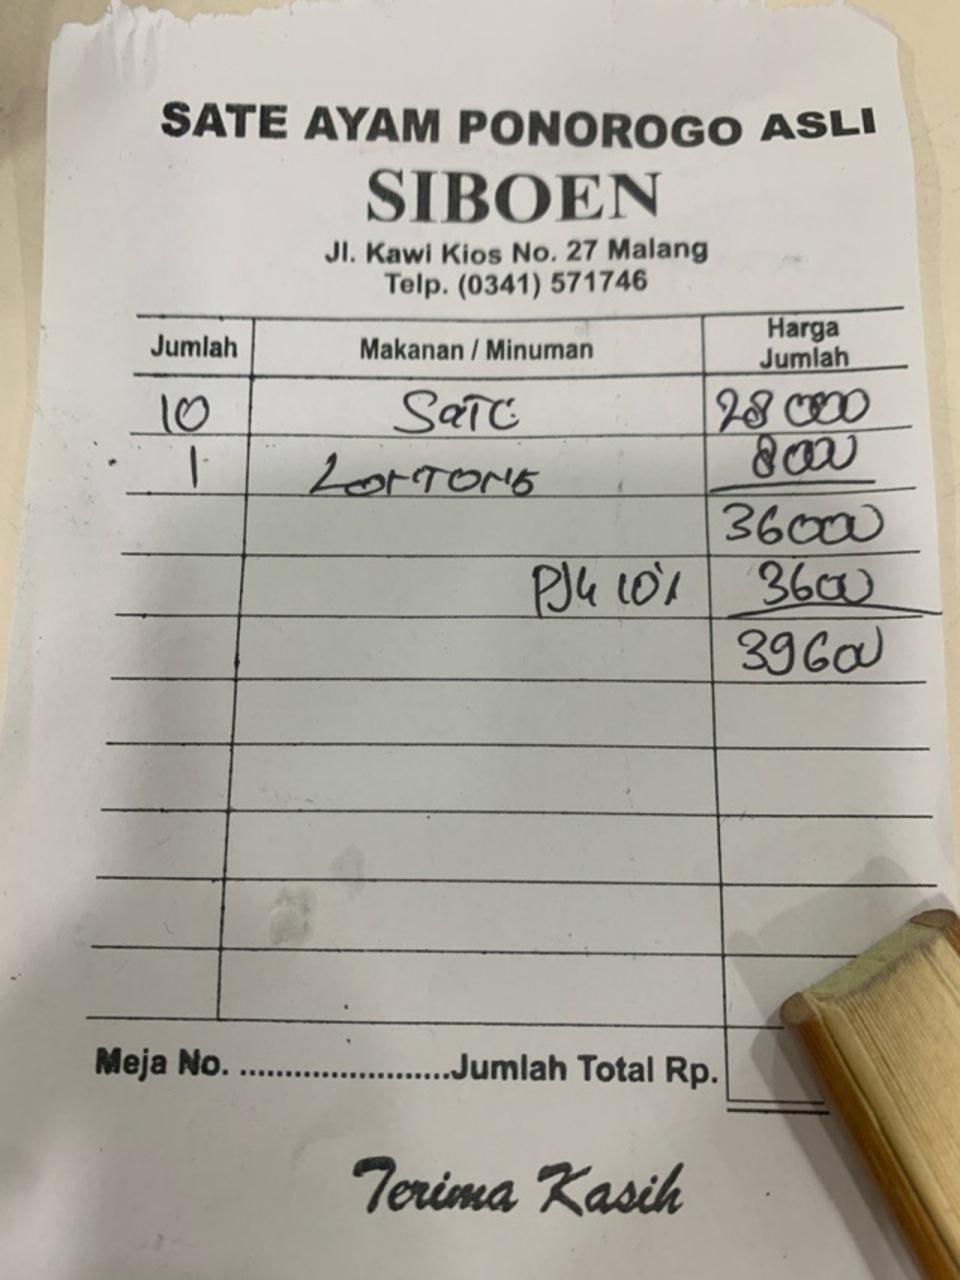 SATE AYAM PONOROGO ASLI
SIBOEN
Jl. Kawi Kios No. 27 Malang
Telp. (0341) 571746
Jumlah Makanan / Minuman Harga Jumlah
10 SaTe 28000
1 LonTONG 8000
36000
PJK 10% 3600
39600
Meja No. .......................Jumlah Total Rp.
Terima Kasih